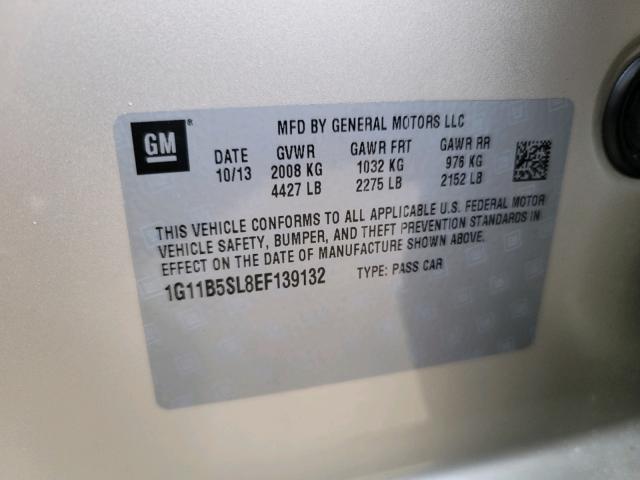 GM®
MFD BY GENERAL MOTORS LLC
DATE GVWR GAWR FRT GAWR RR
10/13 2008 KG 1032 KG 976 KG
4427 LB 2275 LB 2152 LB
THIS VEHICLE CONFORMS TO ALL APPLICABLE U.S. FEDERAL MOTOR
VEHICLE SAFETY, BUMPER, AND THEFT PREVENTION STANDARDS IN
EFFECT ON THE DATE OF MANUFACTURE SHOWN ABOVE.
1G11B5SL8EF139132 TYPE: PASS CAR